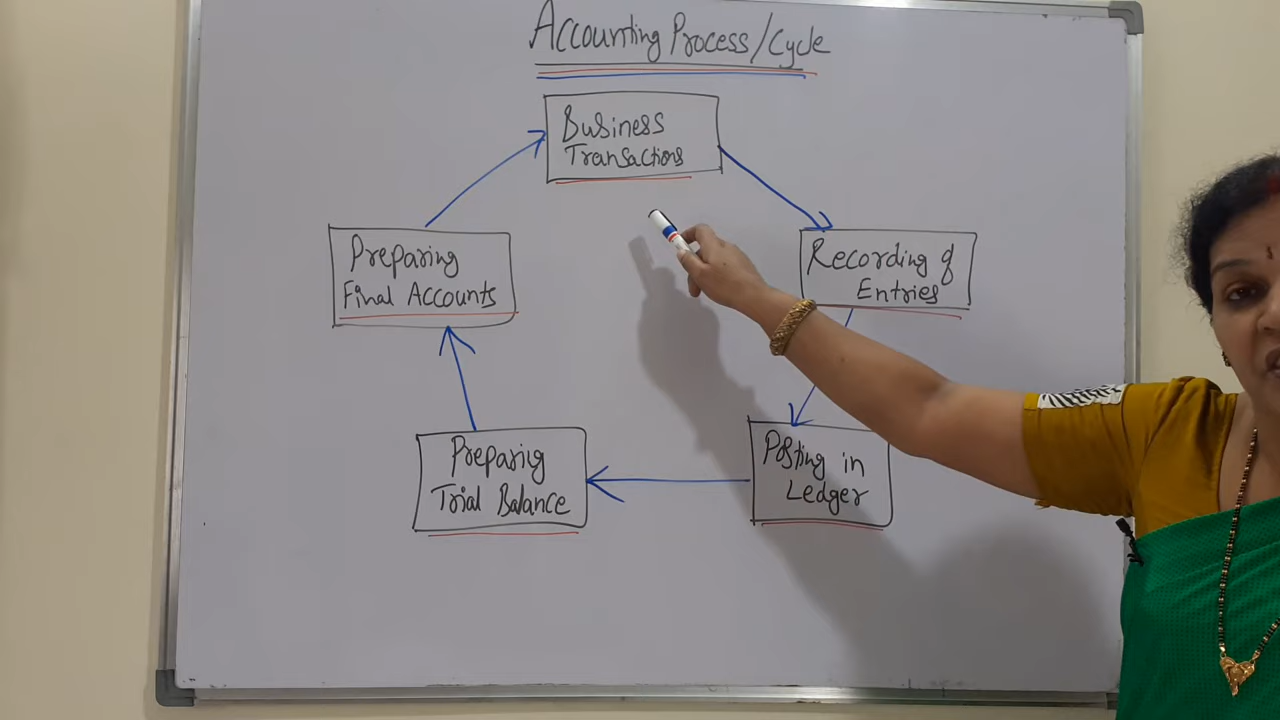 Accounting Process/Cycle
Business
Transactions
Recording of
Entries
Posting in
Ledger
Preparing
Trial Balance
Preparing
Final Accounts